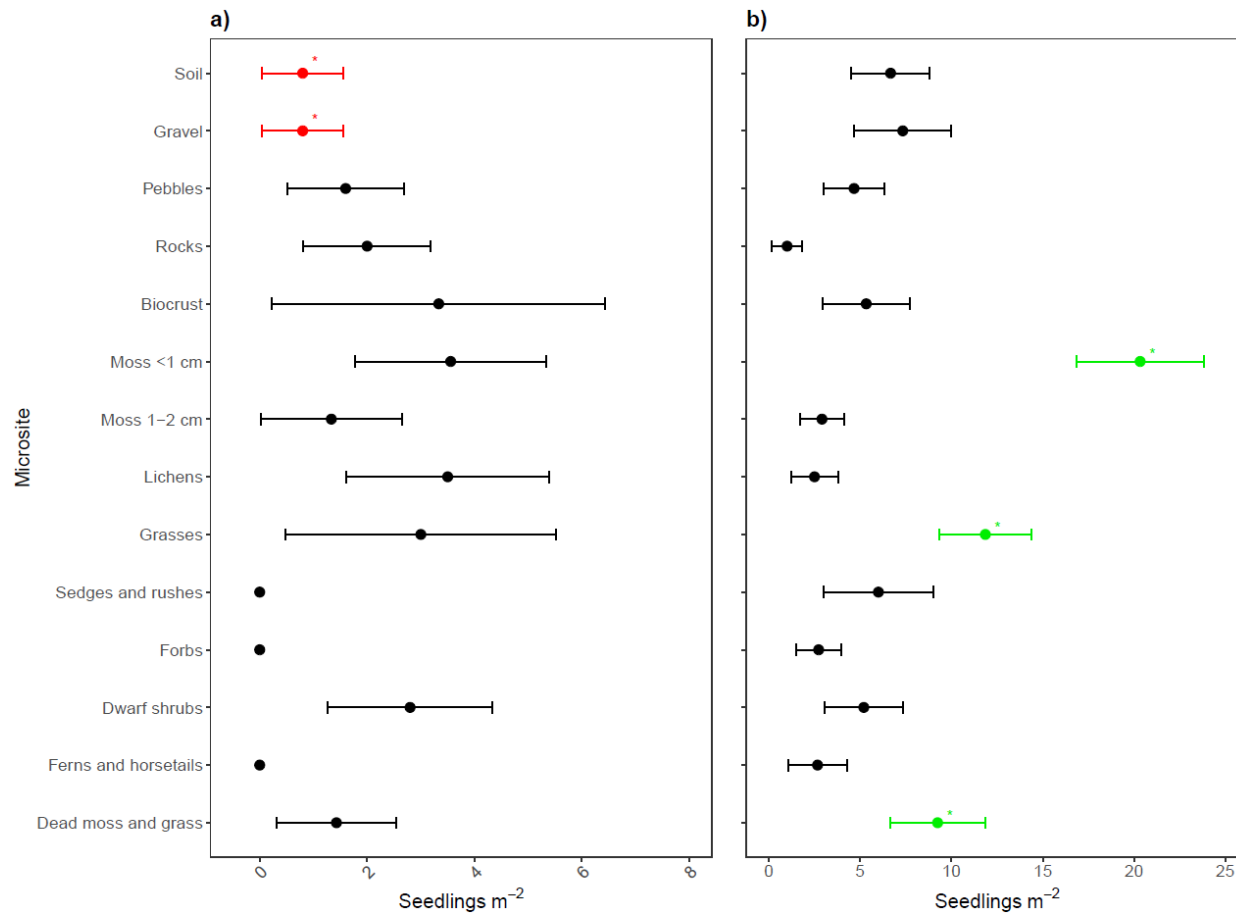 a)
b)
Microsite
Soil
Gravel
Pebbles
Rocks
Biocrust
Moss <1 cm
Moss 1−2 cm
Lichens
Grasses
Sedges and rushes
Forbs
Dwarf shrubs
Ferns and horsetails
Dead moss and grass
*
*
*
*
*
0 2 4 6 8
0 5 10 15 20 25
Seedlings m⁻²
Seedlings m⁻²